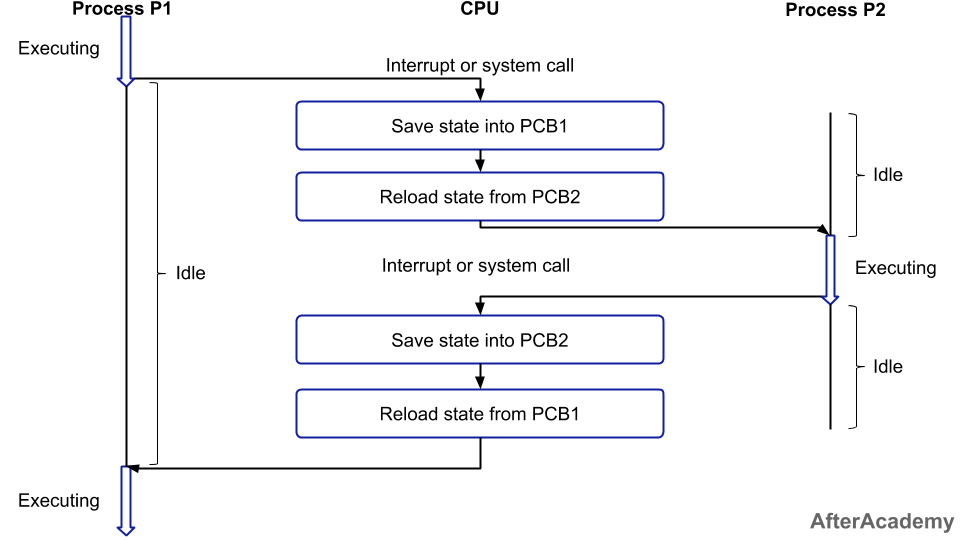 Process P1
CPU
Process P2
Executing
Interrupt or system call
Save state into PCB1
Idle
Reload state from PCB2
Interrupt or system call
Executing
Idle
Save state into PCB2
Idle
Reload state from PCB1
Executing
AfterAcademy